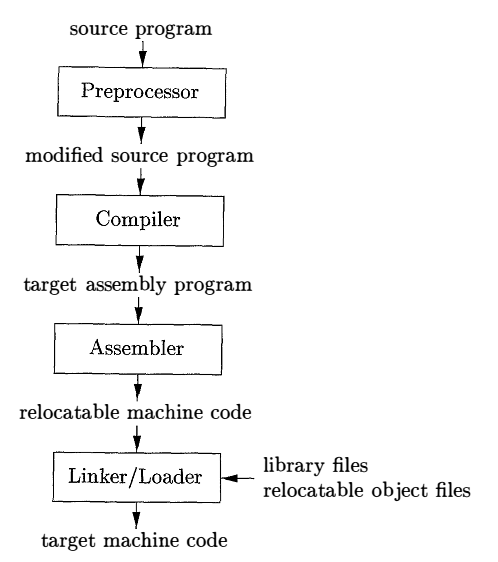 source program
Preprocessor
modified source program
Compiler
target assembly program
Assembler
relocatable machine code
Linker/Loader
library files
relocatable object files
target machine code